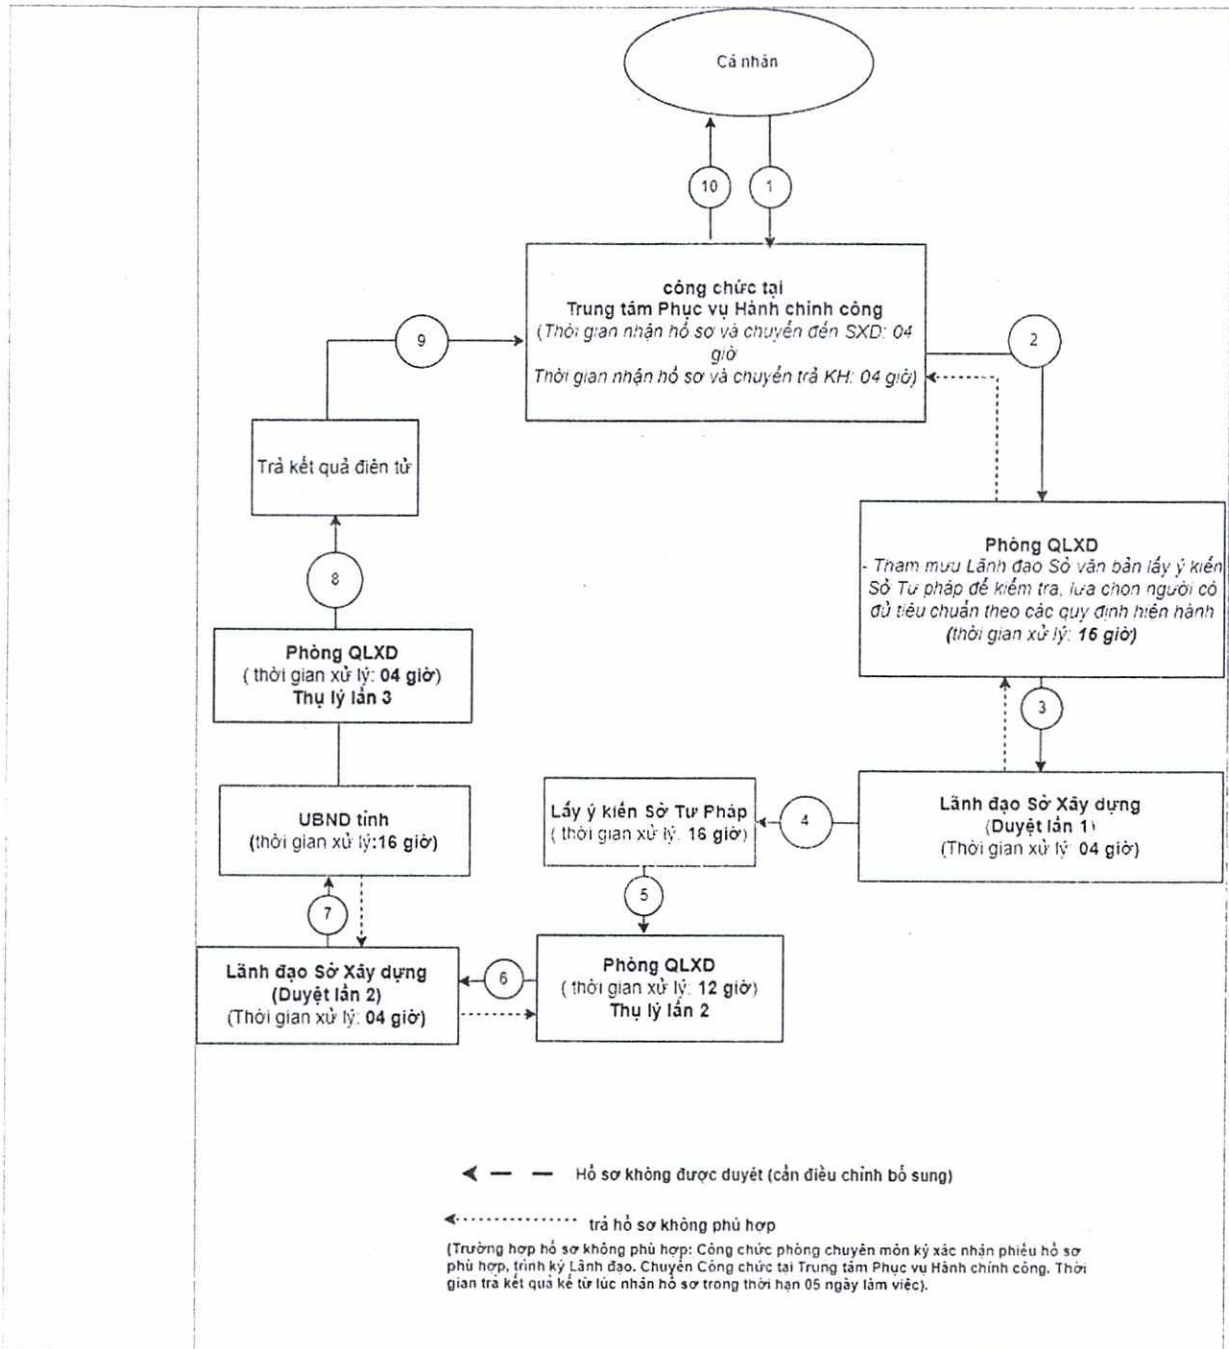 Cá nhân
10
1
công chức tại
Trung tâm Phục vụ Hành chính công
(Thời gian nhận hồ sơ và chuyển đến SXD: 04
giờ
Thời gian nhận hồ sơ và chuyển trả KH: 04 giờ)
9
2
Trả kết quả điện tử
Phòng QLXD
- Tham mưu Lãnh đạo Sở văn bản lấy ý kiến
Sở Tư pháp để kiểm tra, lựa chọn người có
đủ tiêu chuẩn theo các quy định hiện hành
(thời gian xử lý: 16 giờ)
8
Phòng QLXD
( thời gian xử lý: 04 giờ)
Thụ lý lần 3
3
UBND tỉnh
(thời gian xử lý:16 giờ)
Lấy ý kiến Sở Tư Pháp
( thời gian xử lý: 16 giờ)
4
Lãnh đạo Sở Xây dựng
(Duyệt lần 1)
(Thời gian xử lý: 04 giờ)
7
5
Lãnh đạo Sở Xây dựng
(Duyệt lần 2)
(Thời gian xử lý: 04 giờ)
6
Phòng QLXD
( thời gian xử lý: 12 giờ)
Thụ lý lần 2
Hồ sơ không được duyệt (cần điều chỉnh bổ sung)
trả hồ sơ không phù hợp
(Trường hợp hồ sơ không phù hợp: Công chức phòng chuyên môn ký xác nhận phiếu hồ sơ
phù hợp, trình ký Lãnh đạo. Chuyển Công chức tại Trung tâm Phục vụ Hành chính công. Thời
gian trả kết quả kể từ lúc nhận hồ sơ trong thời hạn 05 ngày làm việc).